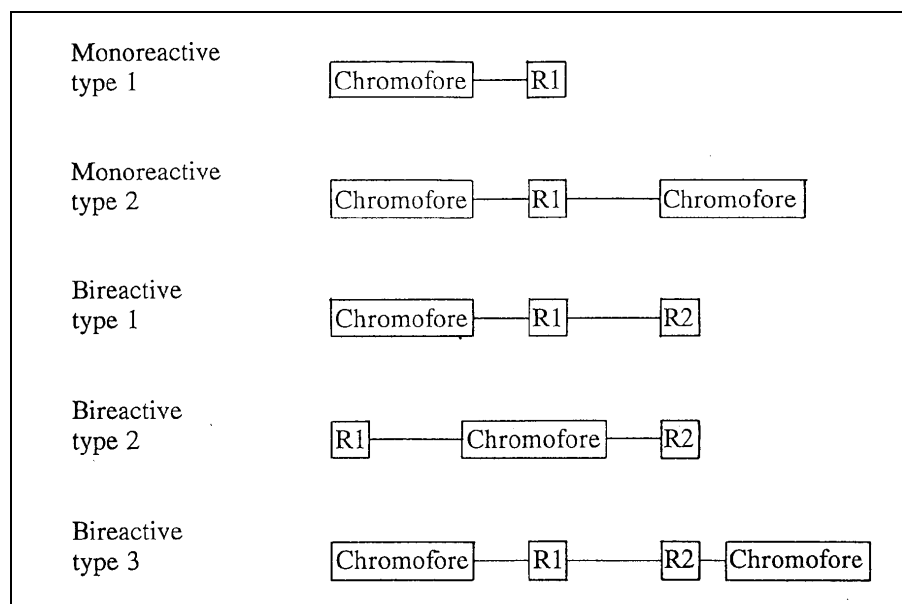 Monoreactive
type 1
Chromofore R1
Monoreactive
type 2
Chromofore R1 Chromofore
Bireactive
type 1
Chromofore R1 R2
Bireactive
type 2
R1 Chromofore R2
Bireactive
type 3
Chromofore R1 R2 Chromofore